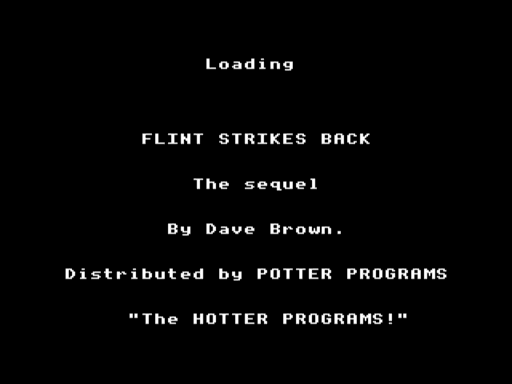 Loading
FLINT STRIKES BACK
The sequel
By Dave Brown.
Distributed by POTTER PROGRAMS
"The HOTTER PROGRAMS!"